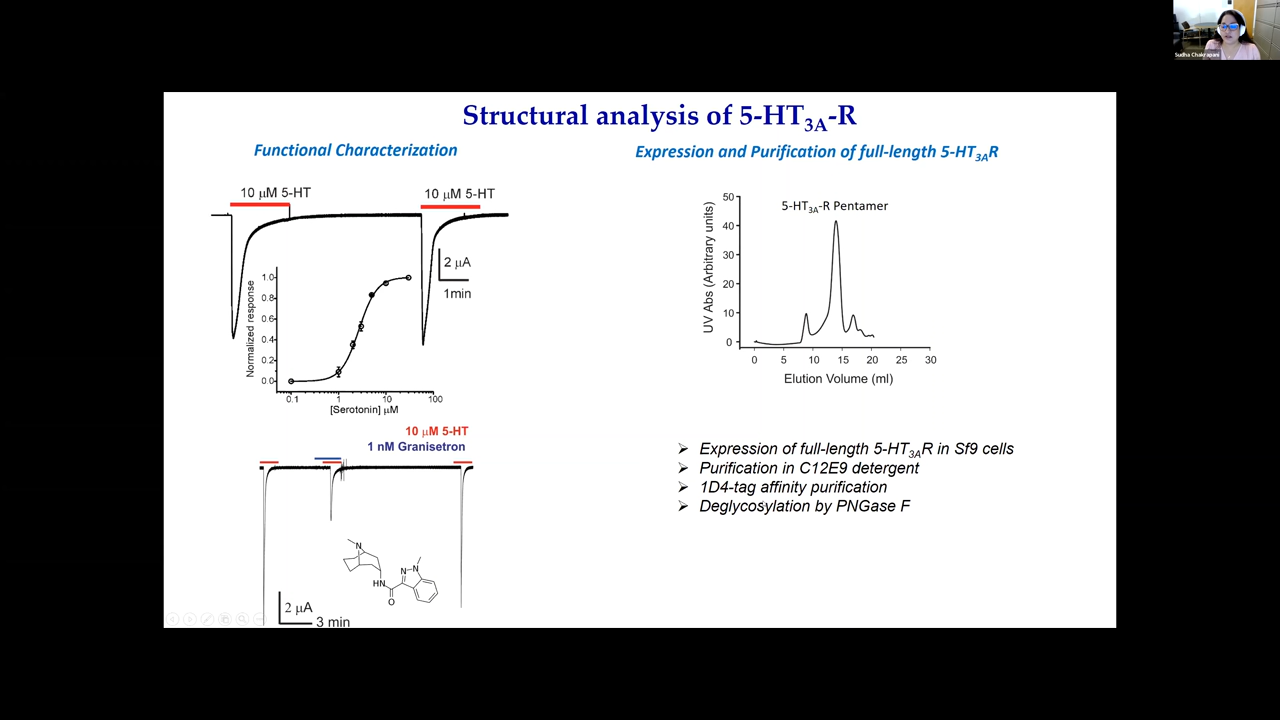 Sudha Chakrapani
Structural analysis of 5-HT3A-R
Functional Characterization
Expression and Purification of full-length 5-HT3AR
10 μM 5-HT
10 μM 5-HT
2 μA
1min
Normalized response
1.0
0.8
0.6
0.4
0.2
0.0
0.1
1
10
100
[Serotonin] μM
UV Abs (Arbitrary units)
50
40
30
20
10
0
5-HT3A-R Pentamer
0
5
10
15
20
25
30
Elution Volume (ml)
10 μM 5-HT
1 nM Granisetron
N
HN
O
N
N
2 μA
3 min
➢ Expression of full-length 5-HT3AR in Sf9 cells
➢ Purification in C12E9 detergent
➢ 1D4-tag affinity purification
➢ Deglycosylation by PNGase F